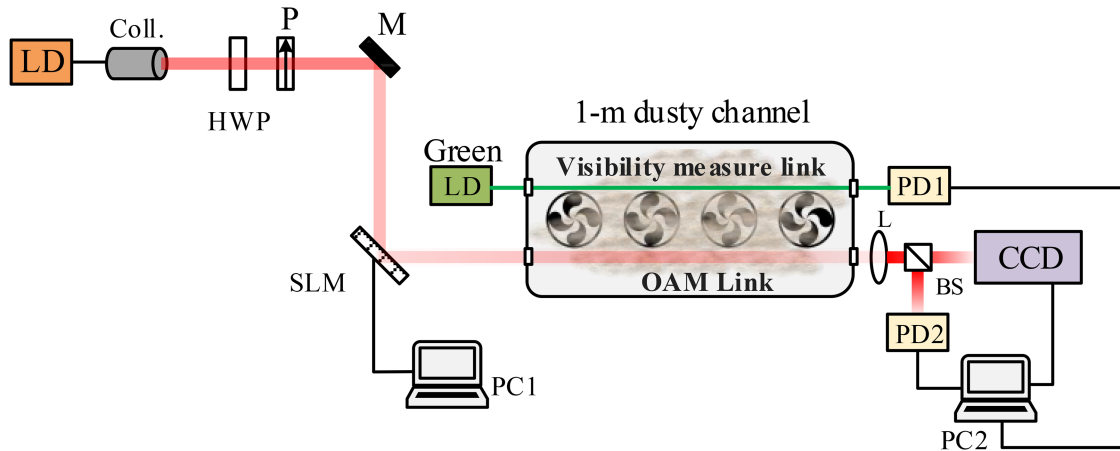 P
M
Coll.
LD
HWP
1-m dusty channel
Green
LD
Visibility measure link
PD1
L
SLM
OAM Link
BS
CCD
PD2
PC1
PC2